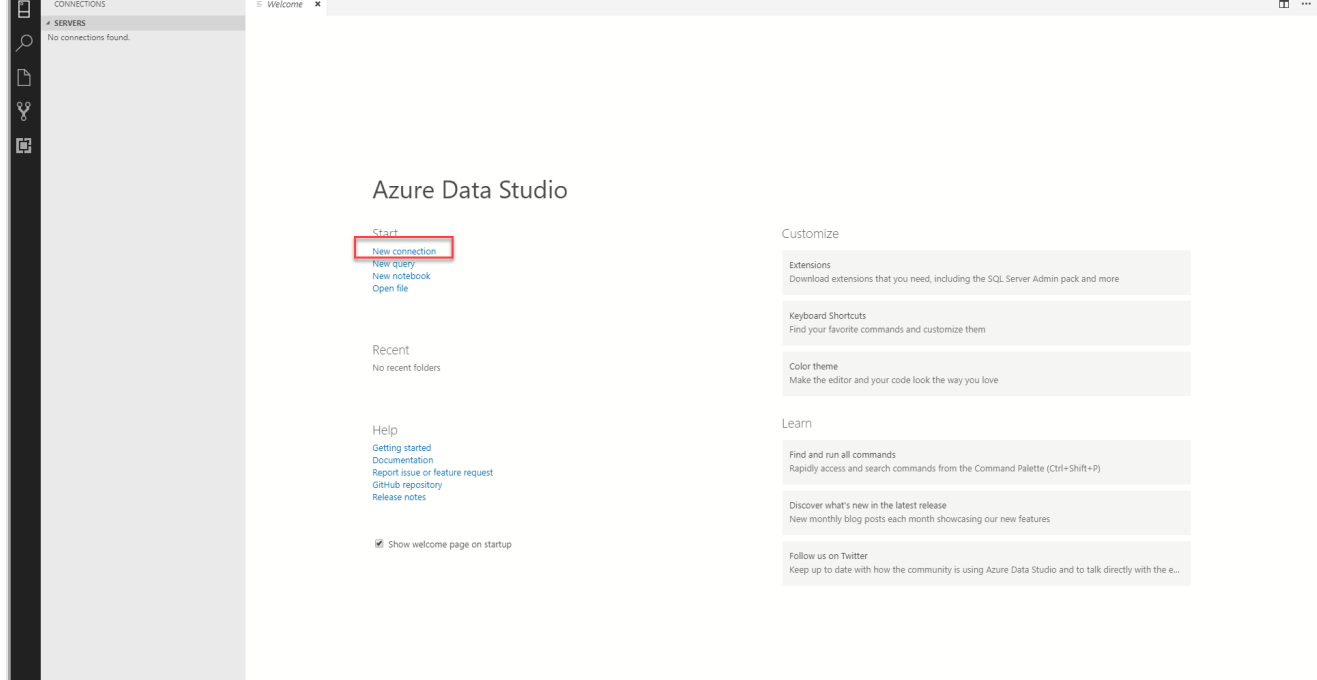 CONNECTIONS
Welcome
SERVERS
No connections found.
Azure Data Studio
Start
New connection
New query
New notebook
Open file
Recent
No recent folders
Help
Getting started
Documentation
Report issue or feature request
GitHub repository
Release notes
Show welcome page on startup
Customize
Extensions
Download extensions that you need, including the SQL Server Admin pack and more
Keyboard Shortcuts
Find your favorite commands and customize them
Color theme
Make the editor and your code look the way you love
Learn
Find and run all commands
Rapidly access and search commands from the Command Palette (Ctrl+Shift+P)
Discover what's new in the latest release
New monthly blog posts each month showcasing our new features
Follow us on Twitter
Keep up to date with how the community is using Azure Data Studio and to talk directly with the e...